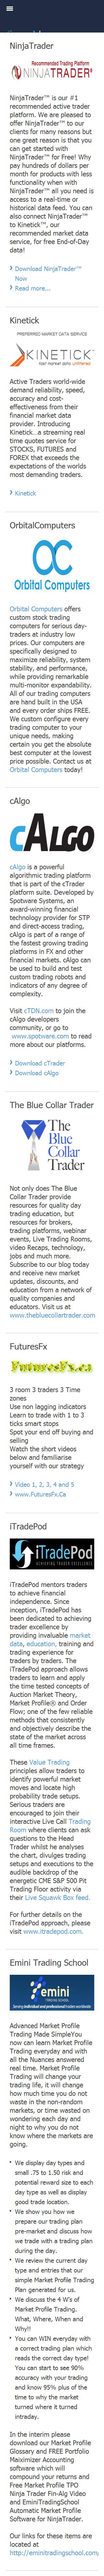 NinjaTrader
Recommended Trading Platform
NINJATRADER
NinjaTrader™ is our #1
recommended active trader
platform. We are pleased to
offer NinjaTrader™ to our
clients for many reasons but
one great reason is that you
can get started with
NinjaTrader™ for free! Why
pay hundreds of dollars per
month for products with less
functionality when with
NinjaTrader™ all you need is
access to a real-time or
historical data feed. You can
also connect NinjaTrader™
to Kinetick™, our
recommended market data
service, for free End-of-Day
data!
Download NinjaTrader™
Now
Read more...
Kinetick
PREFERRED MARKET DATA SERVICE
KINETICK
Active Traders world-wide
demand reliability, speed,
accuracy and cost-
effectiveness from their
financial market data
provider. Introducing
Kinetick…a streaming real
time quotes service for
STOCKS, FUTURES and
FOREX that exceeds the
expectations of the world's
most demanding traders.
Kinetick
OrbitalComputers
Orbital Computers
Orbital Computers offers
custom stock trading
computers for serious day-
traders at industry low
prices. Our computers are
specifically designed to
maximize reliability, system
stability, and performance,
while providing remarkable
multi-monitor expandability.
All of our trading computers
are hand built in the USA
and every order ships FREE.
We custom configure every
trading computer to your
unique needs, making
certain you get the absolute
best computer at the lowest
price possible. Contact us at
Orbital Computers today!
cAlgo
cALGO
cAlgo is a powerful
algorithmic trading platform
that is part of the cTrader
platform suite. Developed by
Spotware Systems, an
award-winning financial
technology provider for STP
and direct-access trading,
cAlgo is part of a range of
the fastest growing trading
platforms in FX and other
financial markets. cAlgo can
be used to build and test
trading robots and
indicators of any degree of
complexity.
Visit cTDN.com to join the
cAlgo developers
community, or go to
www.spotware.com to read
more about our platforms.
Download cTrader
Download cAlgo
The Blue Collar Trader
The
Blue
Collar
Trader
Not only does The Blue
Collar Trader provide
resources for quality day
trading education, but
resources for brokers,
trading platforms, webinar
events, Live Trading Rooms,
Video Recaps, technology,
jobs and much more.
Subscribe to our blog today
and receive near real time
market updates, discounts,
and education from a
network of quality
companies and
educators. Visit us at
www.thebluecollartrader.com
FuturesFx
FuturesFx.ca
3 room 3 traders 3 Time
zones
Use non lagging indicators
Learn to trade with 1 to 3
ticks smart stops
Spot your end off buying off
selling
Watch the short videos
below amd familiarise
yourself with our strategy
Video 1, 2, 3, 4 and 5
www.FuturesFx.Ca
iTradePod
iTradePod
iTradePod mentors traders
who achieve financial
independence. Since
inception, iTradePod has
been dedicated to achieving
trader excellence by
providing invaluable market
data, education, training and
trading experience for
traders by traders. The
iTradePod approach allows
traders to learn and apply
the time tested concepts of
Auction Market Theory,
Market Profile® and Order
Flow; one of the few reliable
methodologies that work
consistently and objectively
describe the state of the
market across
all time frames.
These Value Trading
principles allow traders to
identify powerful market
moves and locate high
probability trade setups.
Serious traders are
encouraged to join their
interactive Live Call Trading
Room where clients can ask
questions to the Head
Trader whilst he analyses
the chart, divulges trading
setups and executions to the
audible backdrop of the
energetic CME S&P 500 Pit
Trading Floor activity in
their Live Squawk Box feed.
For further details on the
iTradePod approach, please
visit www.itradepod.com.
Emini Trading School
emini
Advanced Market Profile
Trading Made SimpleYou
now can learn Market Profile
Trading everyday and with
all the Nuances answered
real time. Market Profile
Trading will change your
trading life, it will change
how much time you no
waste in the random non-
markets, or time wasted on
wondering each day in what
night to why you do not
know where the markets are
going.
We display day types and
small .75 to 1.50 risk and
potential reward size to each
day type as well as display
good trade location.
We show you how we
prepare our trading plan
pre-market and discuss how
we trade with a trading plan
during the day.
We review the current day
type and entries that our
simple Market Profile Trading
Plan generated for us.
We discuss the 4 W's of
Market Profile Trading.
What, Where, When and
Why!!
You can WIN everyday with
a correct trading plan which
reads the correct day type!
You can start to see 90%
accuracy with your trading
and know 95% plus of the
time to why the market
turned where it turned
intraday.
In the interim please
download our Market Profile
Glossary and FREE Portfolio
Maixmizer Accounting
software which will
compound your returns and
Free Market Profile TPO
Ninja Trader Fin-Alg Video
and EminiTradingSchool
Automatic Market Profile
Software for NinjaTrader.
Our links for these items are
located at
http://eminitradingschool.com/